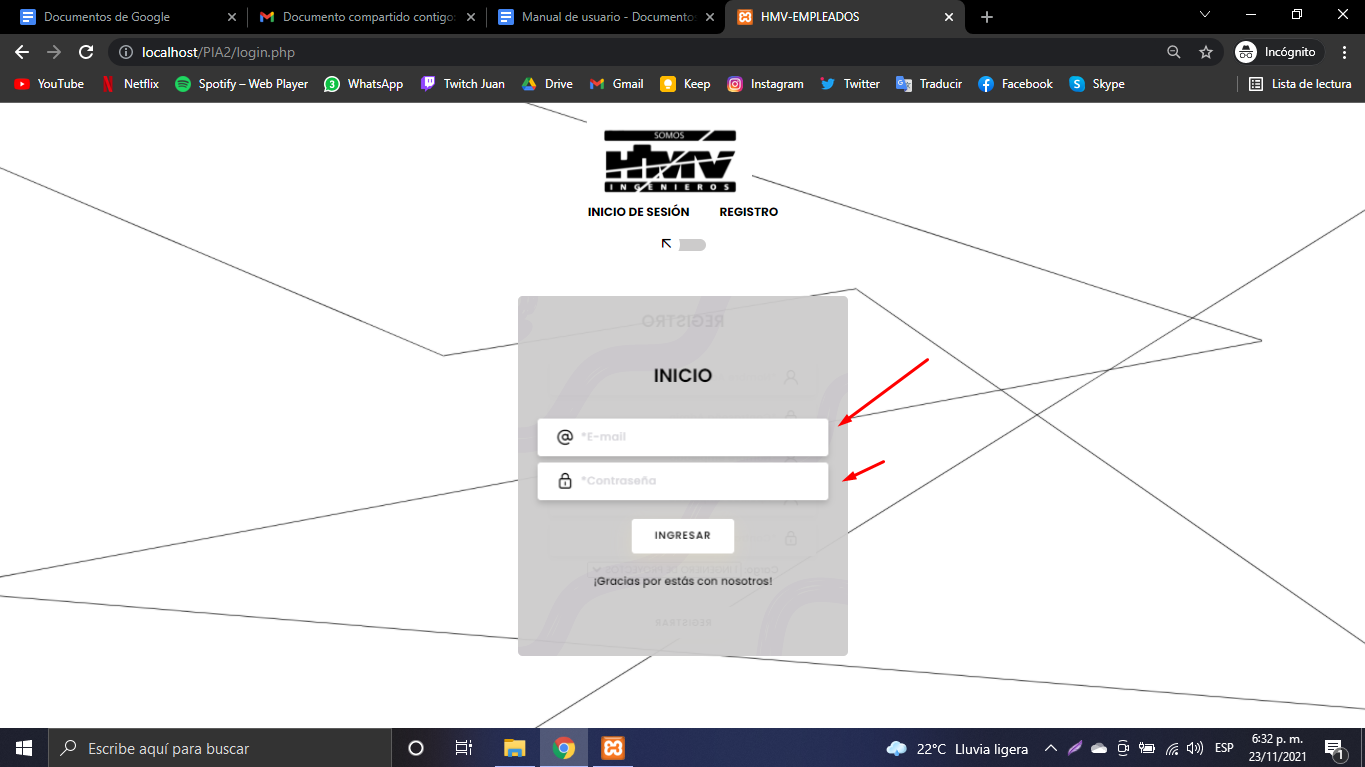 Documentos de Google
Documento compartido contigo
Manual de usuario - Documentos
HMV-EMPLEADOS
localhost/PIA2/login.php
Incógnito
YouTube
Netflix
Spotify – Web Player
3
WhatsApp
Twitch Juan
Drive
Gmail
Keep
Instagram
Twitter
Traducir
Facebook
S
Skype
Lista de lectura
SOMOS
HMV
INGENIEROS
INICIO DE SESIÓN
REGISTRO
REGISTRO
INICIO
@ *E-mail
*Contraseña
INGRESAR
¡Gracias por estás con nosotros!
REGISTRAR
Escribe aquí para buscar
22°C Lluvia ligera
ESP
6:32 p. m.
23/11/2021
1